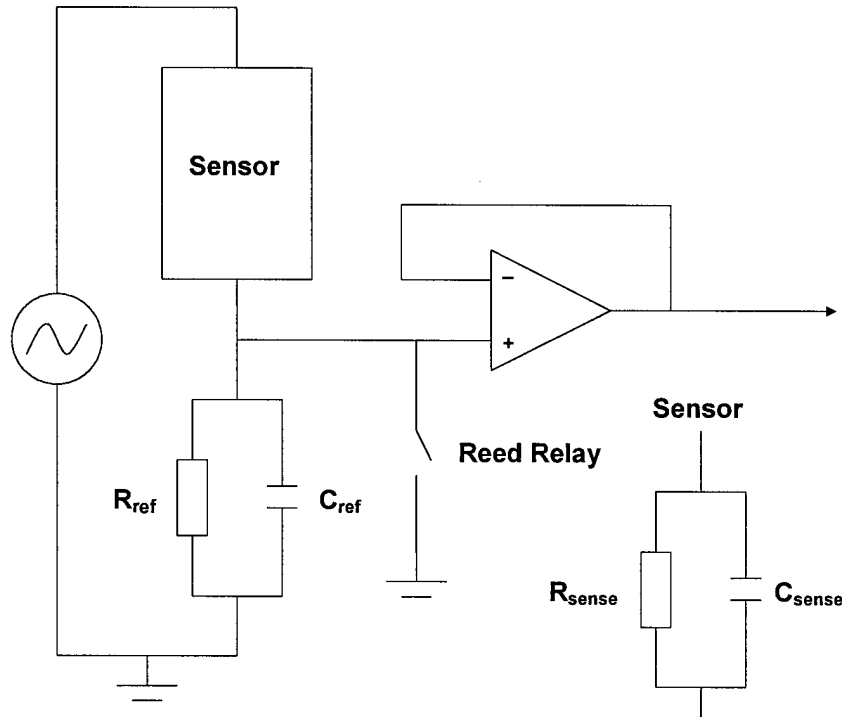 Sensor
−
+
Sensor
Reed Relay
Rref
Cref
Rsense
Csense